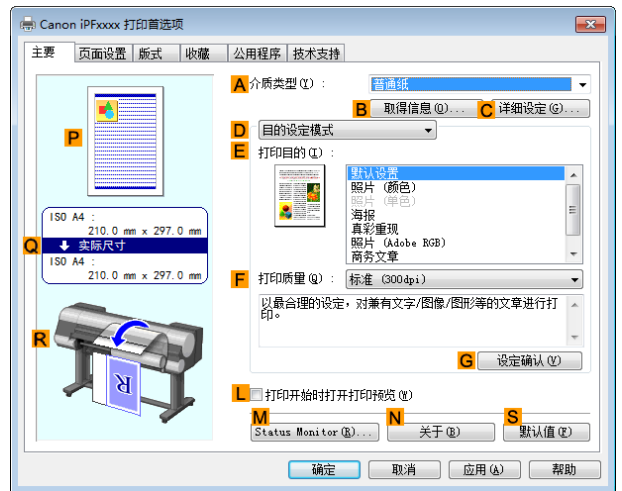 Canon iPFxxxx 打印首选项
主要 页面设置 版式 收藏 公用程序 技术支持
A 介质类型(Y) : 普通纸
B 取得信息(O)... C 详细设定(G)...
P
D 目的设定模式
E 打印目的(I) :
默认设置
照片 (颜色)
照片 (单色)
海报
真彩重现
照片 (Adobe RGB)
商务文章
ISO A4 :
210.0 mm x 297.0 mm
Q 实际尺寸
ISO A4 :
210.0 mm x 297.0 mm
F 打印质量(Q) : 标准 (300dpi)
以最合理的设定，对兼有文字/图像/图形等的文章进行打
印。
R
R
G 设定确认(V)
L 打印开始时打开打印预览(W)
M N S
Status Monitor(R)... 关于(B) 默认值(F)
确定 取消 应用(A) 帮助